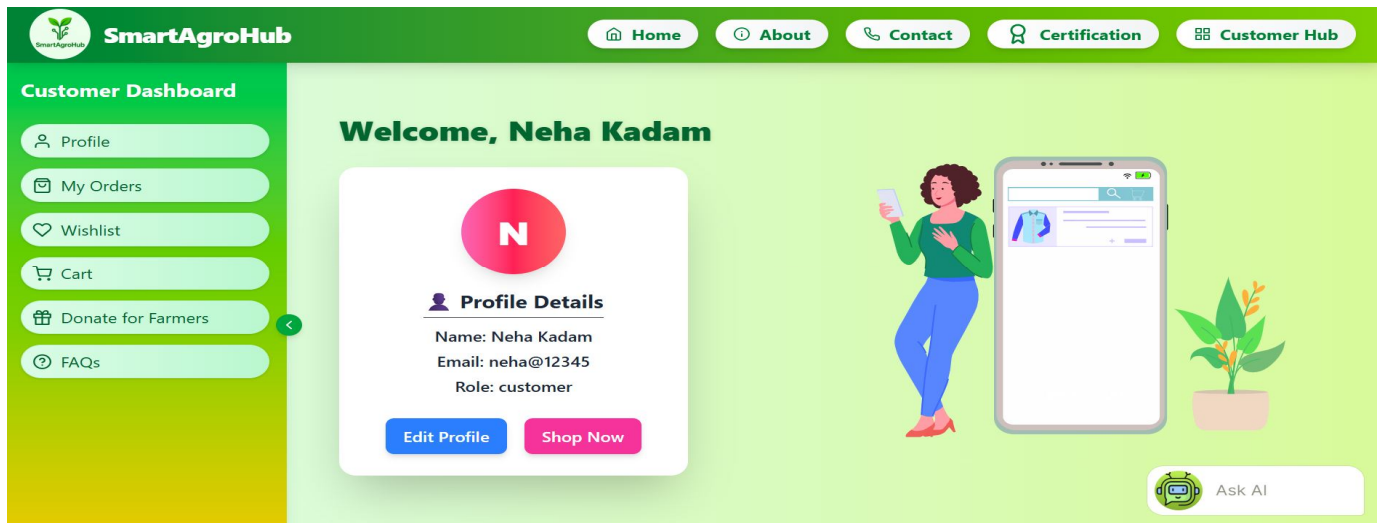 SmartAgroHub
SmartAgroHub
Home
About
Contact
Certification
Customer Hub
Customer Dashboard
Profile
My Orders
Wishlist
Cart
Donate for Farmers
FAQs
Welcome, Neha Kadam
N
Profile Details
Name: Neha Kadam
Email: neha@12345
Role: customer
Edit Profile
Shop Now
Ask AI